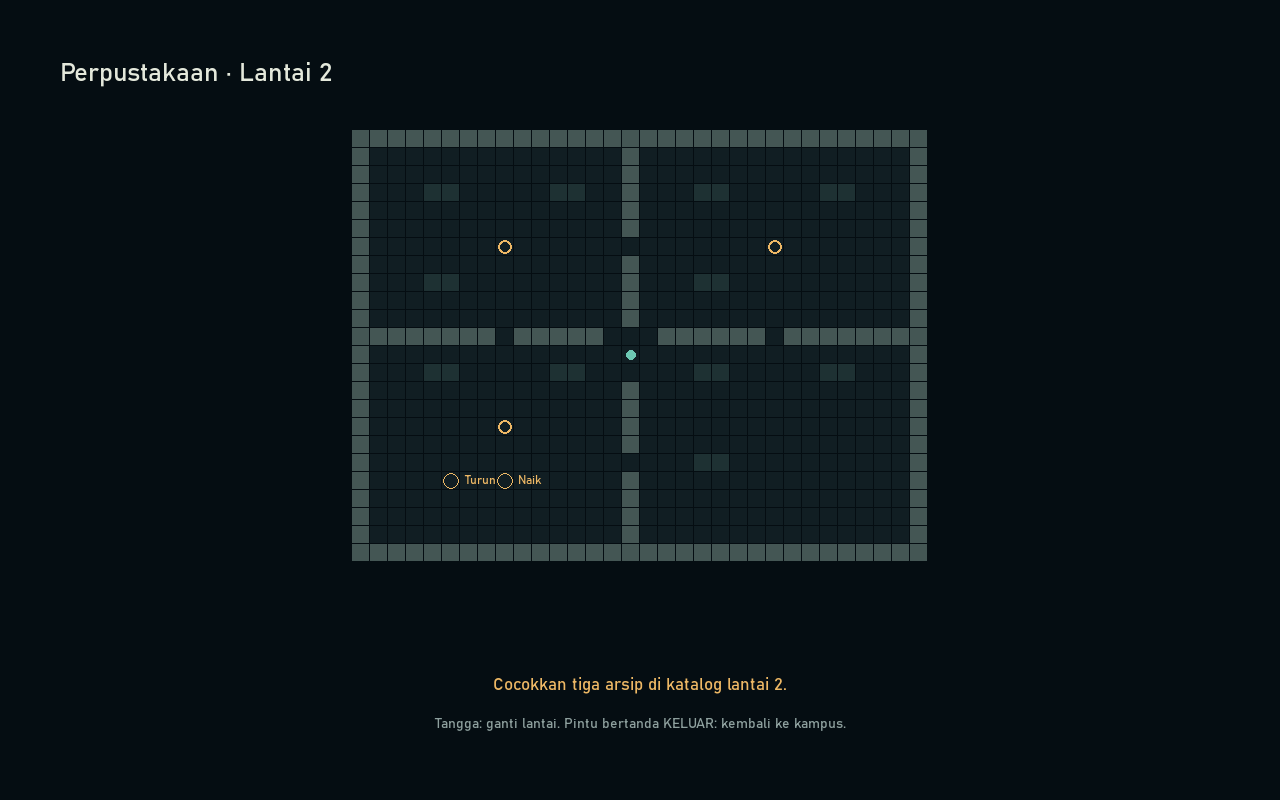 Perpustakaan · Lantai 2
Turun
Naik
Cocokkan tiga arsip di katalog lantai 2.
Tangga: ganti lantai. Pintu bertanda KELUAR: kembali ke kampus.